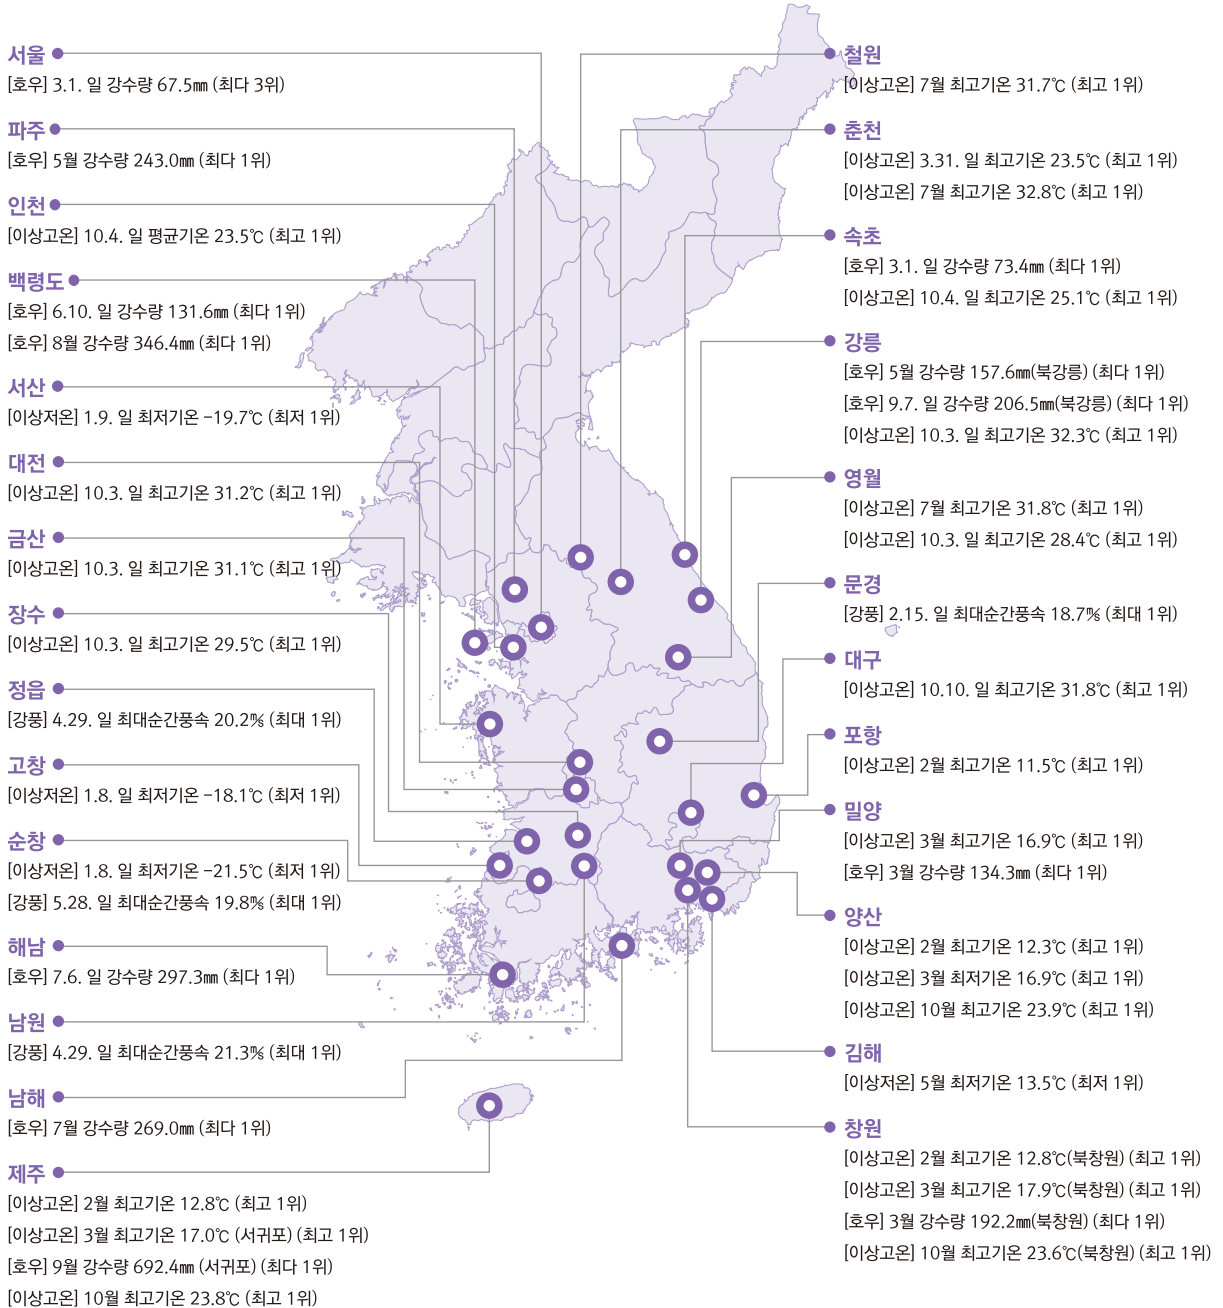 서울
[호우] 3.1. 일 강수량 67.5㎜ (최다 3위)
파주
[호우] 5월 강수량 243.0㎜ (최다 1위)
인천
[이상고온] 10.4. 일 평균기온 23.5℃ (최고 1위)
백령도
[호우] 6.10. 일 강수량 131.6㎜ (최다 1위)
[호우] 8월 강수량 346.4㎜ (최다 1위)
서산
[이상저온] 1.9. 일 최저기온 -19.7℃ (최저 1위)
대전
[이상고온] 10.3. 일 최고기온 31.2℃ (최고 1위)
금산
[이상고온] 10.3. 일 최고기온 31.1℃ (최고 1위)
장수
[이상고온] 10.3. 일 최고기온 29.5℃ (최고 1위)
정읍
[강풍] 4.29. 일 최대순간풍속 20.2㎧ (최대 1위)
고창
[이상저온] 1.8. 일 최저기온 -18.1℃ (최저 1위)
순창
[이상저온] 1.8. 일 최저기온 -21.5℃ (최저 1위)
[강풍] 5.28. 일 최대순간풍속 19.8㎧ (최대 1위)
해남
[호우] 7.6. 일 강수량 297.3㎜ (최다 1위)
남원
[강풍] 4.29. 일 최대순간풍속 21.3㎧ (최대 1위)
남해
[호우] 7월 강수량 269.0㎜ (최다 1위)
제주
[이상고온] 2월 최고기온 12.8℃ (최고 1위)
[이상고온] 3월 최고기온 17.0℃ (서귀포) (최고 1위)
[호우] 9월 강수량 692.4㎜ (서귀포) (최다 1위)
[이상고온] 10월 최고기온 23.8℃ (최고 1위)
철원
[이상고온] 7월 최고기온 31.7℃ (최고 1위)
춘천
[이상고온] 3.31. 일 최고기온 23.5℃ (최고 1위)
[이상고온] 7월 최고기온 32.8℃ (최고 1위)
속초
[호우] 3.1. 일 강수량 73.4㎜ (최다 1위)
[이상고온] 10.4. 일 최고기온 25.1℃ (최고 1위)
강릉
[호우] 5월 강수량 157.6㎜(북강릉) (최다 1위)
[호우] 9.7. 일 강수량 206.5㎜(북강릉) (최다 1위)
[이상고온] 10.3. 일 최고기온 32.3℃ (최고 1위)
영월
[이상고온] 7월 최고기온 31.8℃ (최고 1위)
[이상고온] 10.3. 일 최고기온 28.4℃ (최고 1위)
문경
[강풍] 2.15. 일 최대순간풍속 18.7㎧ (최대 1위)
대구
[이상고온] 10.10. 일 최고기온 31.8℃ (최고 1위)
포항
[이상고온] 2월 최고기온 11.5℃ (최고 1위)
밀양
[이상고온] 3월 최고기온 16.9℃ (최고 1위)
[호우] 3월 강수량 134.3㎜ (최다 1위)
양산
[이상고온] 2월 최고기온 12.3℃ (최고 1위)
[이상고온] 3월 최저기온 16.9℃ (최고 1위)
[이상고온] 10월 최고기온 23.9℃ (최고 1위)
김해
[이상저온] 5월 최저기온 13.5℃ (최저 1위)
창원
[이상고온] 2월 최고기온 12.8℃(북창원) (최고 1위)
[이상고온] 3월 최고기온 17.9℃(북창원) (최고 1위)
[호우] 3월 강수량 192.2㎜(북창원) (최다 1위)
[이상고온] 10월 최고기온 23.6℃(북창원) (최고 1위)